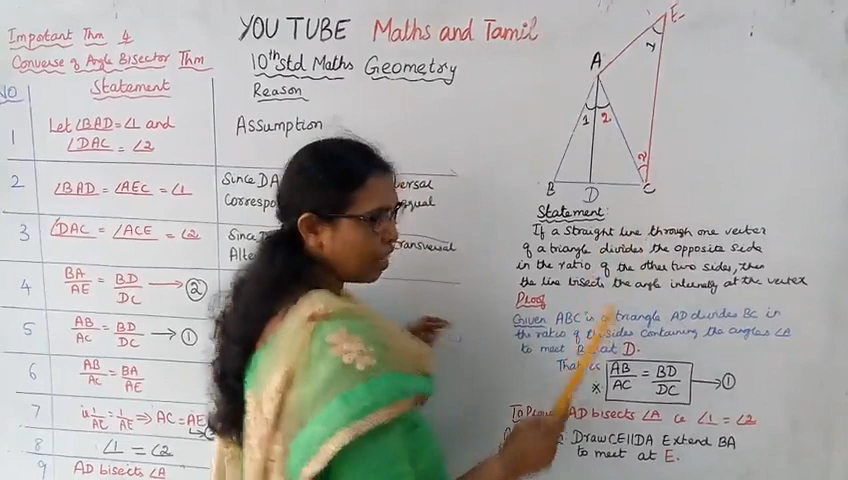 Important Thm 4
Converse of Angle Bisector Thm
YOU TUBE Maths and Tamil
10th Std Maths Geometry
NO Statement Reason
1 Let ∠BAD = ∠1 and
∠DAC = ∠2
Assumption
2 ∠BAD = ∠AEC = ∠1
Since DA
3 ∠DAC = ∠ACE = ∠2
Since
transversal
4 BA/AE = BD/DC → ②
5 AB/AC = BD/DC → ①
6 AB/AC = BA/AE
7 1/AC = 1/AE ⇒ AC = AE
8 ∠1 = ∠2
9 AD bisects ∠A
E
A
1 2
B D C
Statement:
If a straight line through one vertex
of a triangle divides the opposite side
in the ratio of the other two sides, then
the line bisects the angle internally at the vertex
Proof
Given ABC is a triangle AD divides BC in
the ratio of the sides containing the angles ∠A
to meet at D.
That is AB/AC = BD/DC → ①
To Prove AD bisects ∠A ie ∠1 = ∠2
Draw CE||DA Extend BA
to meet at E.